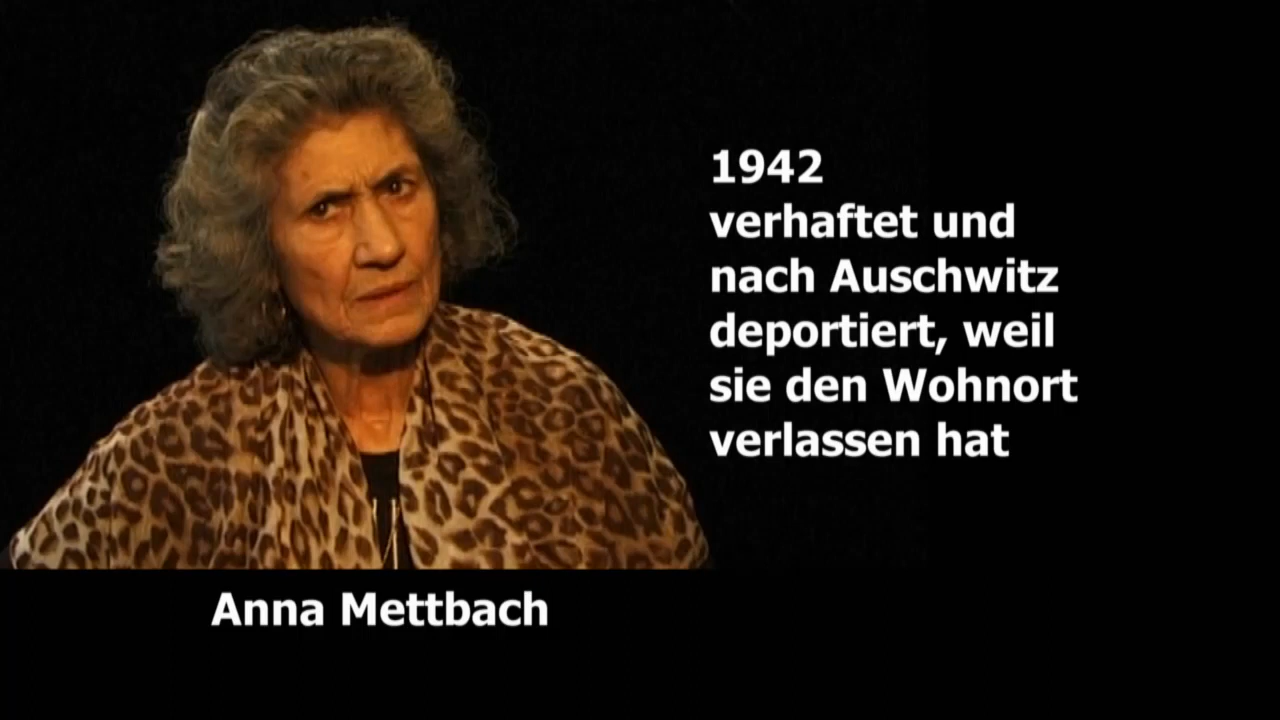 1942
verhaftet und
nach Auschwitz
deportiert, weil
sie den Wohnort
verlassen hat
Anna Mettbach